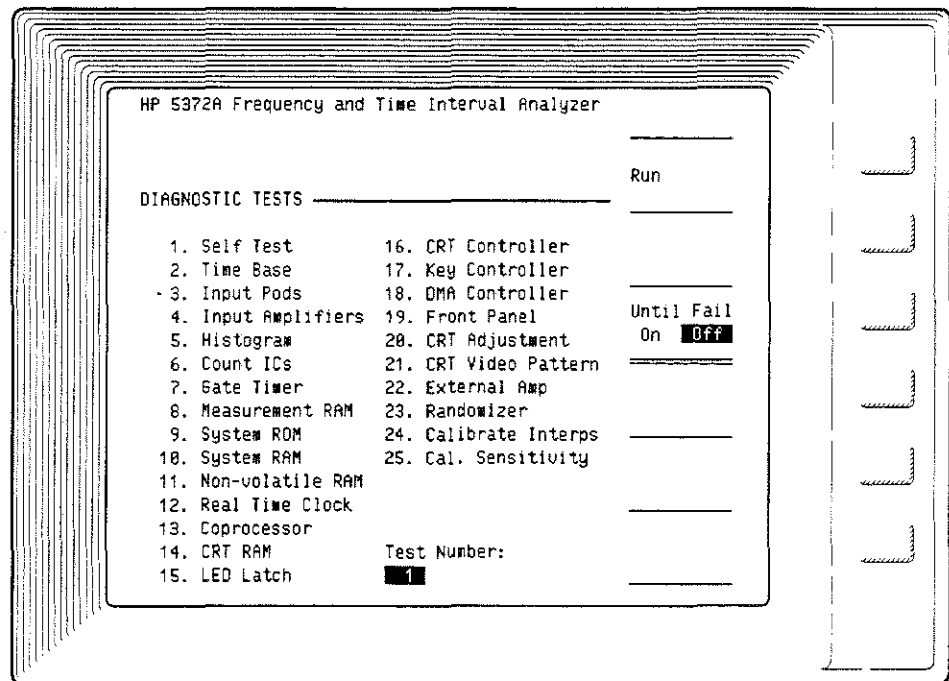 HP 5372A Frequency and Time Interval Analyzer
Run
DIAGNOSTIC TESTS
1. Self Test
2. Time Base
3. Input Pods
4. Input Amplifiers
5. Histogram
6. Count ICs
7. Gate Timer
8. Measurement RAM
9. System ROM
10. System RAM
11. Non-volatile RAM
12. Real Time Clock
13. Coprocessor
14. CRT RAM
15. LED Latch
16. CRT Controller
17. Key Controller
18. DMA Controller
19. Front Panel
20. CRT Adjustment
21. CRT Video Pattern
22. External Amp
23. Randomizer
24. Calibrate Interps
25. Cal. Sensitivity
Test Number:
1
Until Fail
On Off